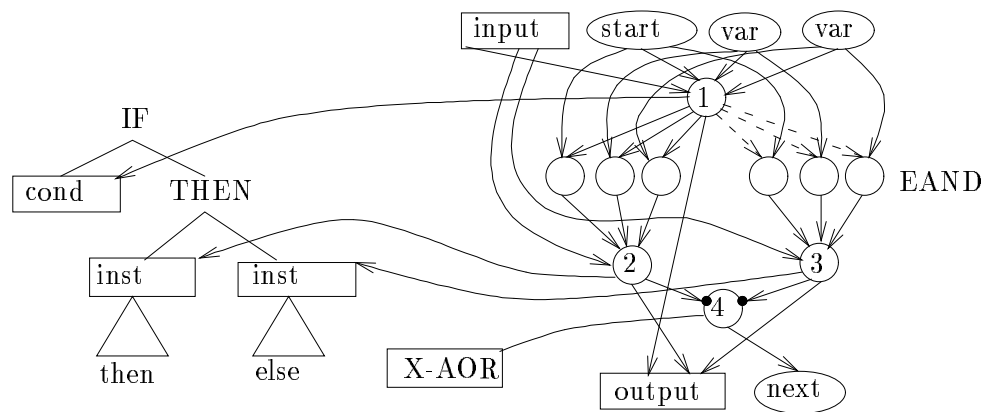 input
start
var
var
1
IF
cond
THEN
EAND
inst
inst
2
3
4
then
else
X-AOR
output
next